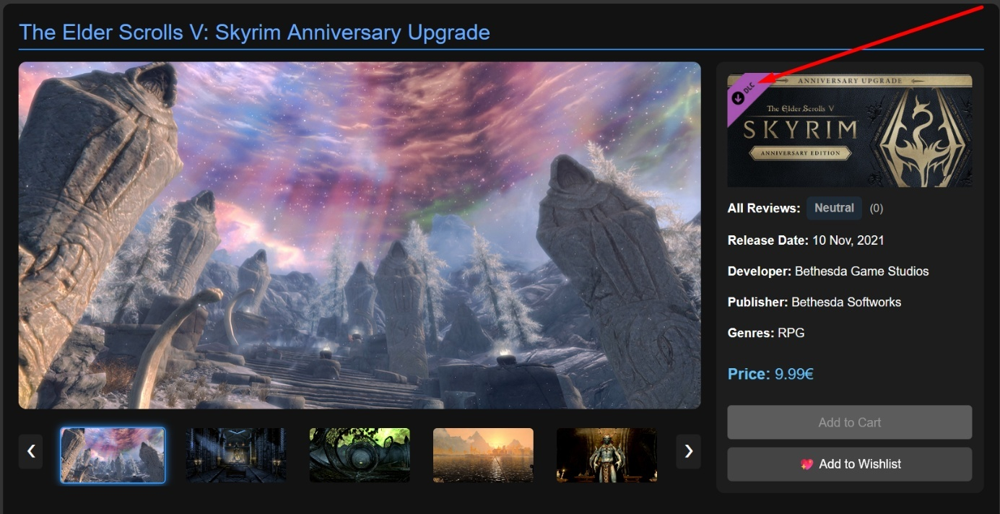 The Elder Scrolls V: Skyrim Anniversary Upgrade
DLC
ANNIVERSARY UPGRADE
The Elder Scrolls V
SKYRIM
ANNIVERSARY EDITION
All Reviews: Neutral (0)
Release Date: 10 Nov, 2021
Developer: Bethesda Game Studios
Publisher: Bethesda Softworks
Genres: RPG
Price: 9.99€
Add to Cart
💖 Add to Wishlist